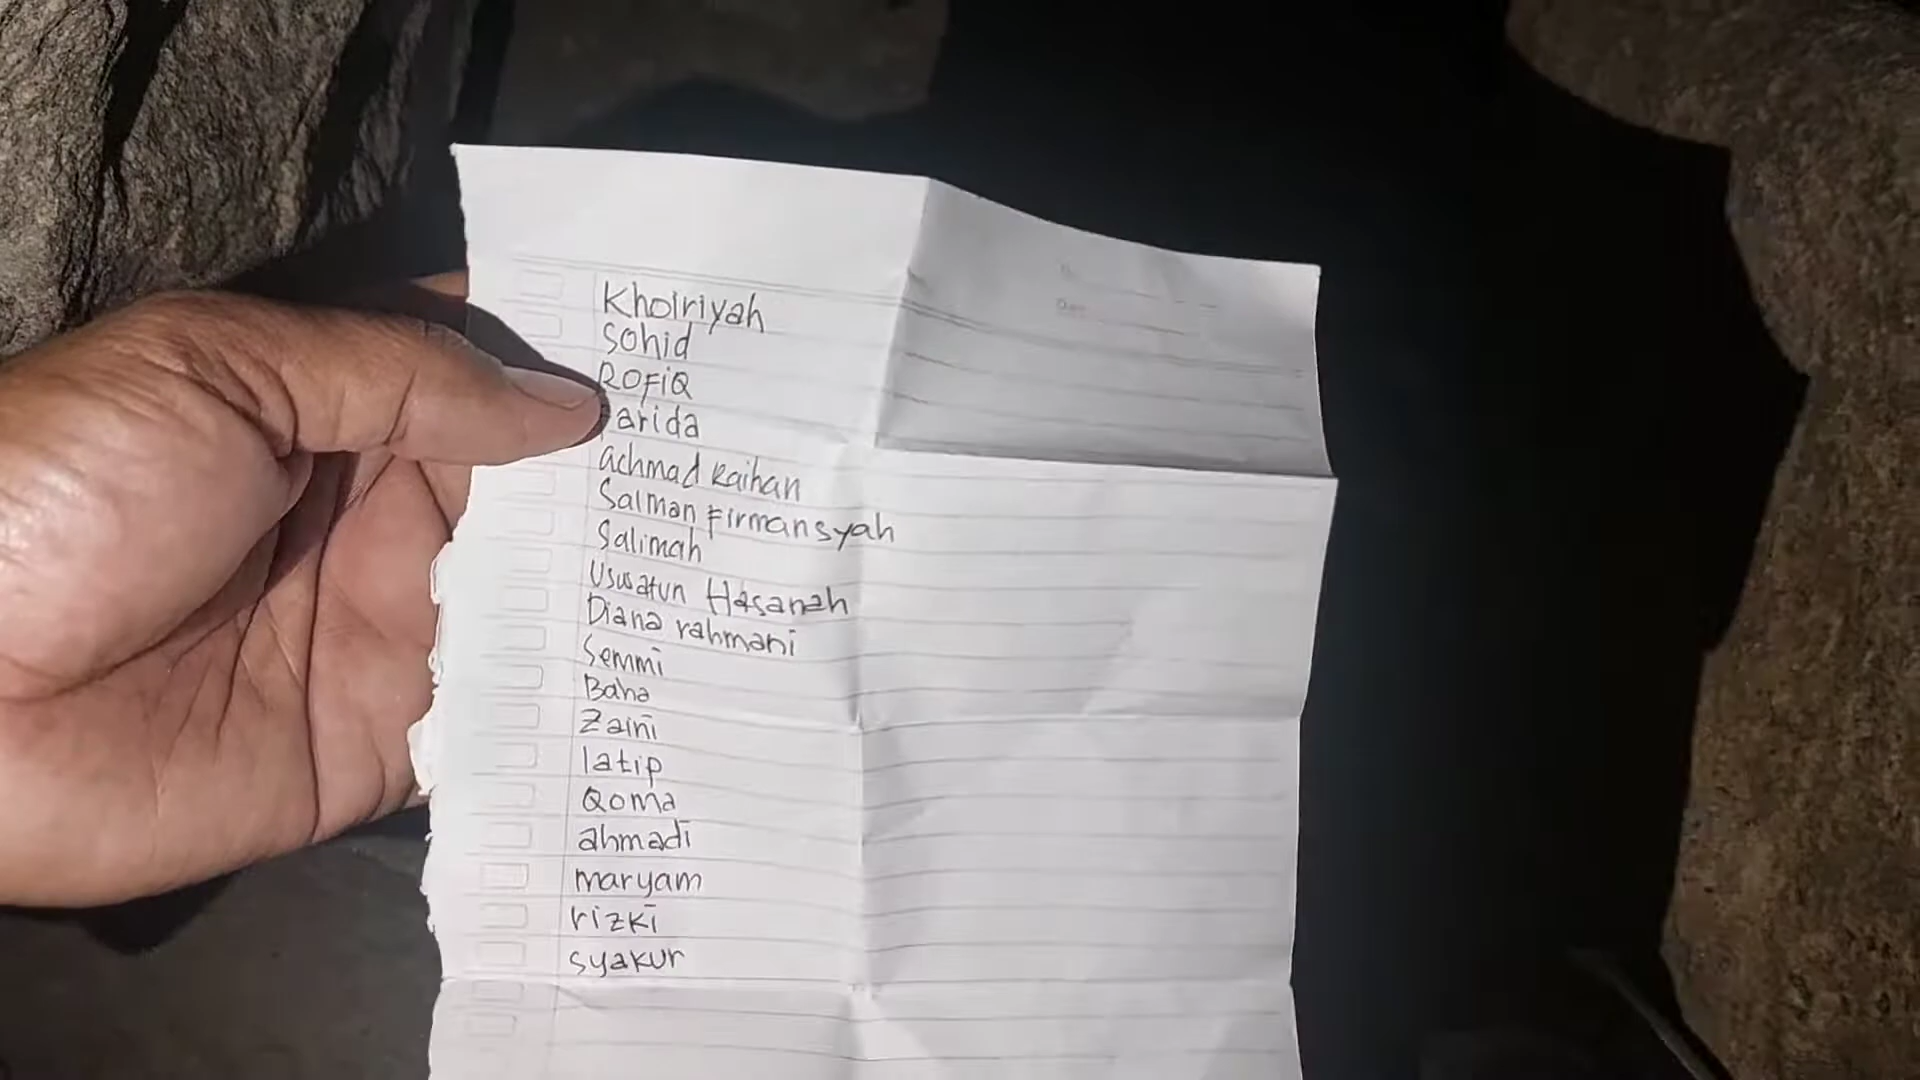 Khoiriyah
Sohid
ROFIQ
Farida
achmad Raihan
Salman Firmansyah
Salimah
Uswatun Hasanah
Diana rahmani
Semmi
Baha
Zaini
latip
Qoma
ahmadi
maryam
rizki
syakur